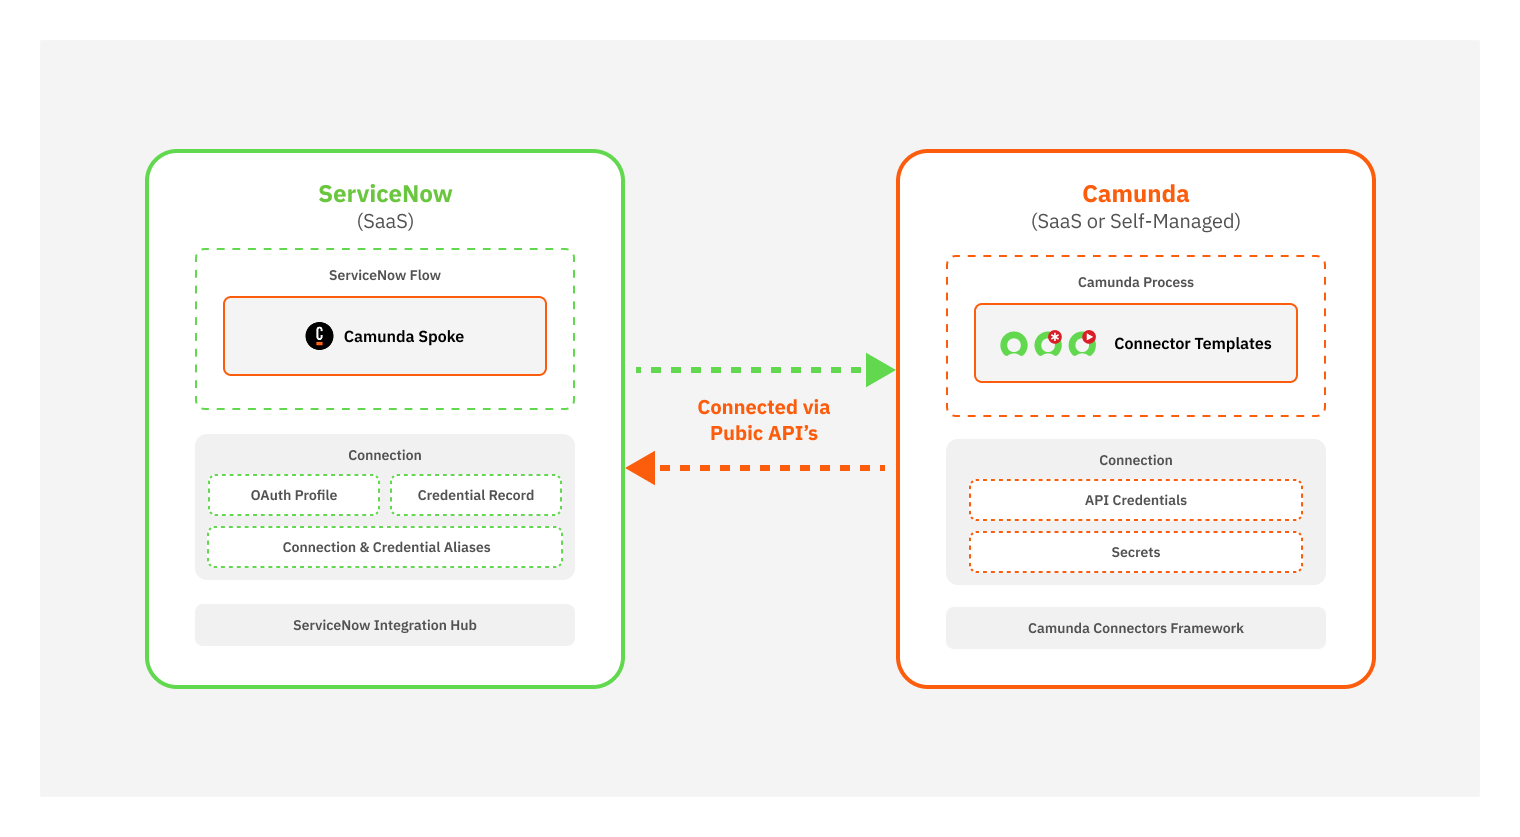 ServiceNow
(SaaS)
ServiceNow Flow
Camunda Spoke
Connection
OAuth Profile
Credential Record
Connection & Credential Aliases
ServiceNow Integration Hub
Connected via
Pubic API’s
Camunda
(SaaS or Self-Managed)
Camunda Process
Connector Templates
Connection
API Credentials
Secrets
Camunda Connectors Framework